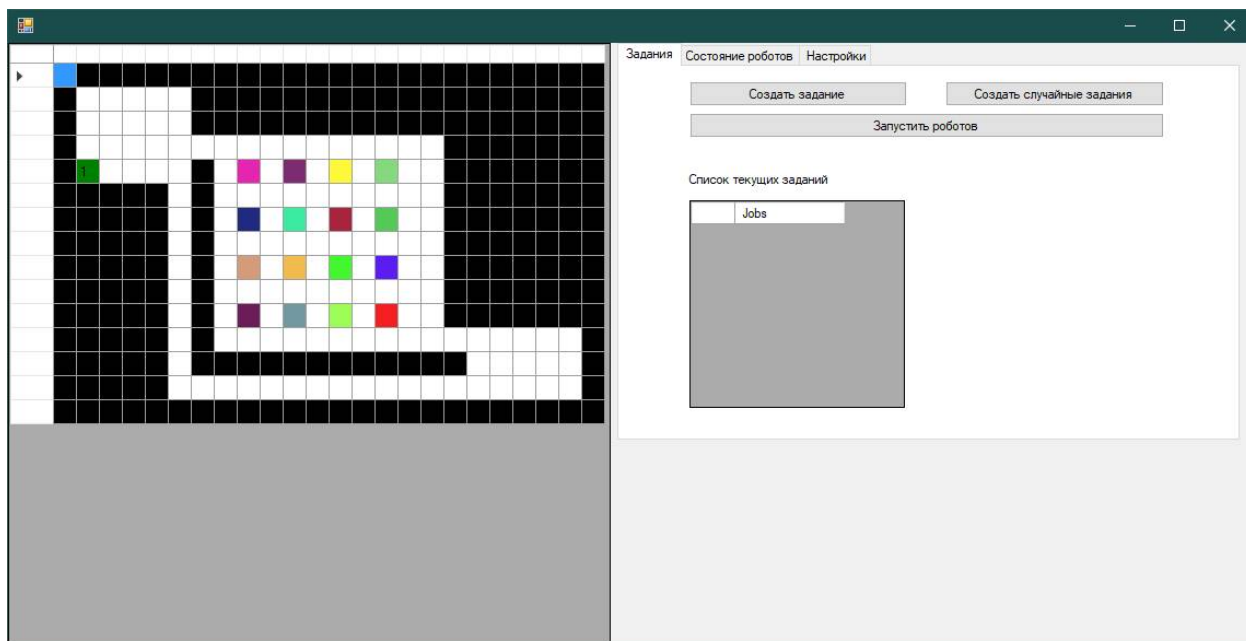 Задания Состояние роботов Настройки
Создать задание Создать случайные задания
Запустить роботов
1
Список текущих заданий
Jobs